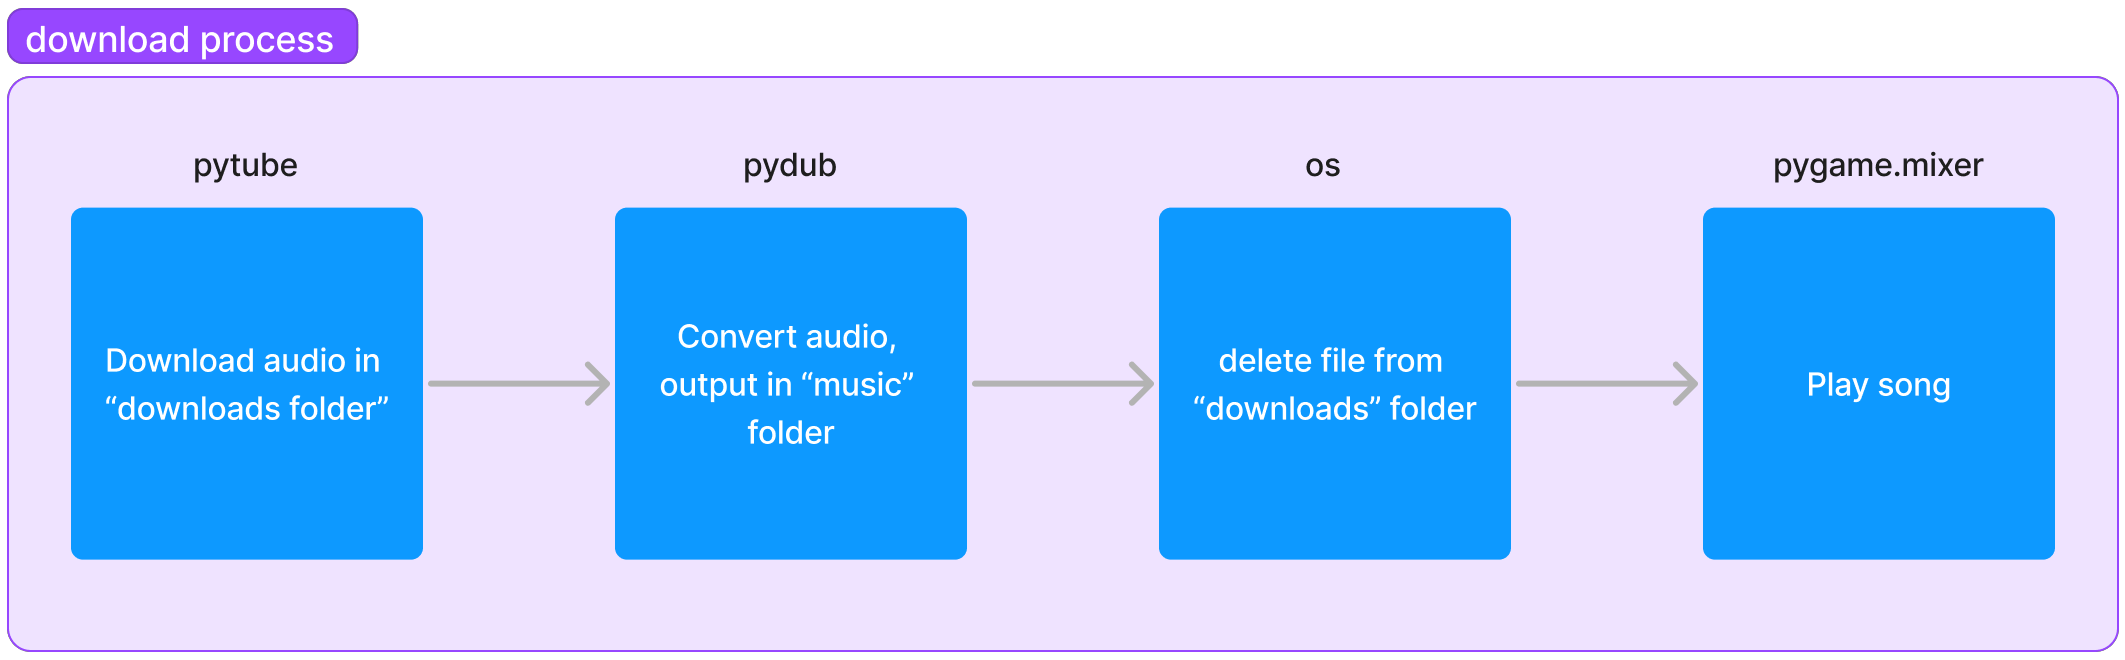 download process
pytube
Download audio in
“downloads folder”
pydub
Convert audio,
output in “music”
folder
os
delete file from
“downloads” folder
pygame.mixer
Play song